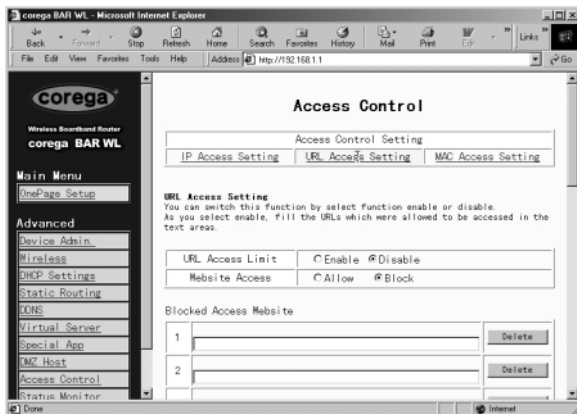 corega BAR WL - Microsoft Internet Explorer
Back Forward Stop Refresh Home Search Favorites History Mail Print Edit Links
File Edit View Favorites Tools Help Address http://192.168.1.1 Go
corega
Wireless Boardband Router
corega BAR WL
Main Menu
OnePage Setup
Advanced
Device Admin.
Wireless
DHCP Settings
Static Routing
DDNS
Virtual Server
Special App
DMZ Host
Access Control
Status Monitor
Access Control
Access Control Setting
IP Access Setting URL Access Setting MAC Access Setting
URL Access Setting
You can switch this function by select function enable or disable.
As you select enable, fill the URLs which were allowed to be accessed in the
text areas.
URL Access Limit Enable Disable
Website Access Allow Block
Blocked Access Website
1 Delete
2 Delete
Done Internet